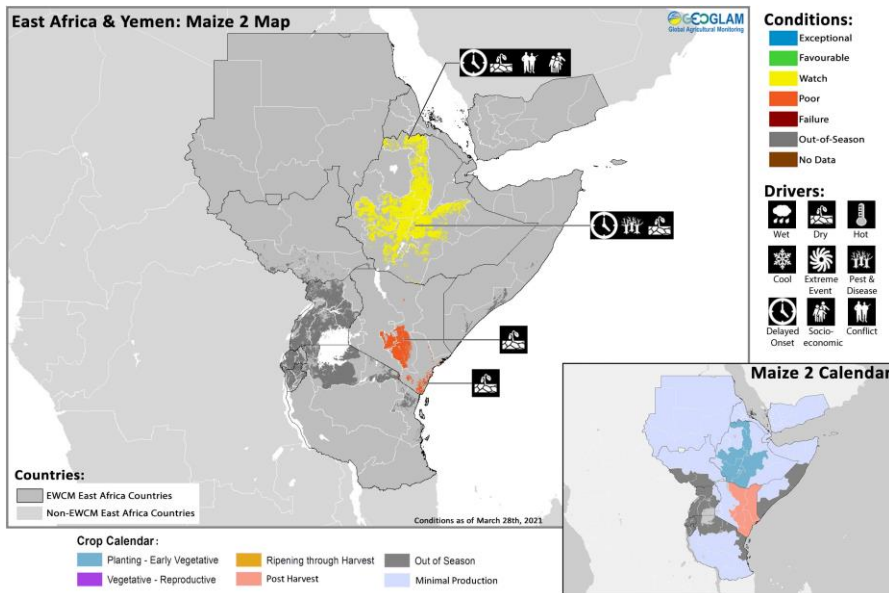 East Africa & Yemen: Maize 2 Map
GEOGLAM
Global Agricultural Monitoring
Conditions:
Exceptional
Favourable
Watch
Poor
Failure
Out-of-Season
No Data
Drivers:
Wet
Dry
Hot
Cool
Extreme
Event
Pest &
Disease
Delayed
Onset
Socio-
economic
Conflict
Countries:
EWCM East Africa Countries
Non-EWCM East Africa Countries
Conditions as of March 28th, 2021
Maize 2 Calendar
Crop Calendar:
Planting - Early Vegetative
Vegetative - Reproductive
Ripening through Harvest
Post Harvest
Out of Season
Minimal Production